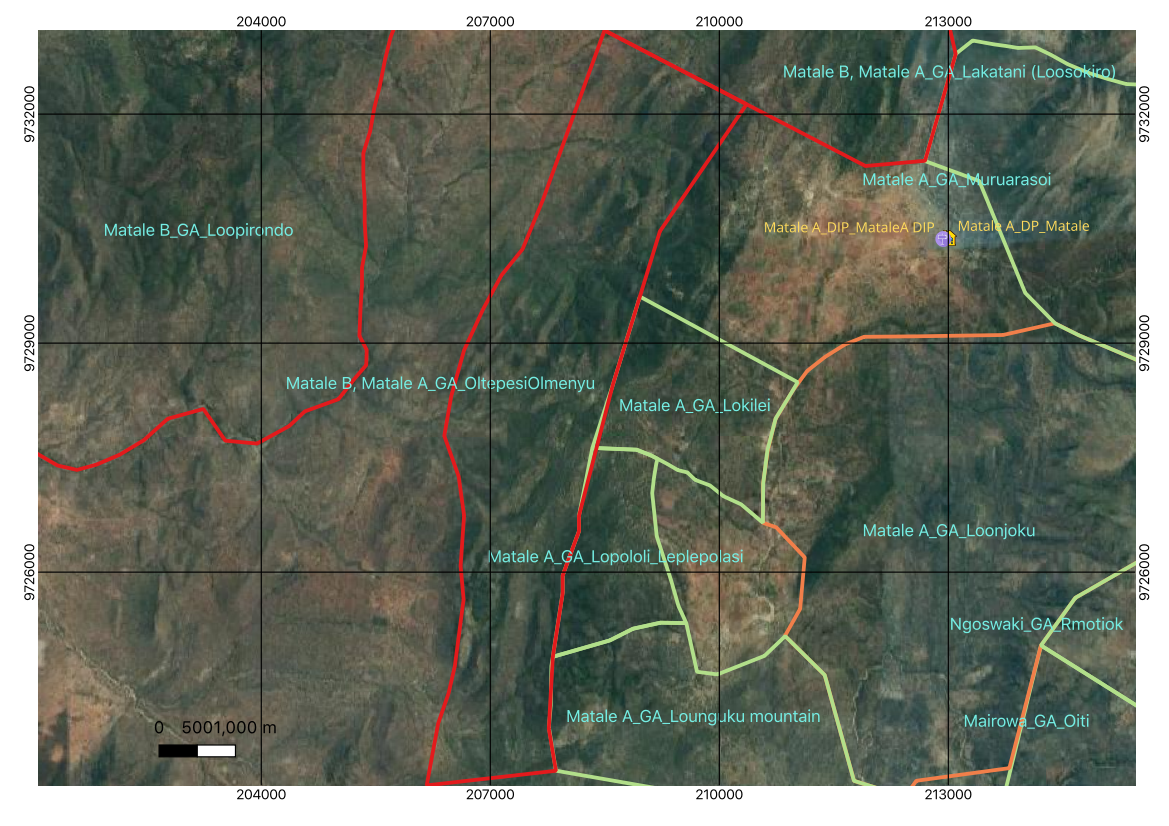 204000 207000 210000 213000
Matale B, Matale A_GA_Lakatani (Loosokiro)
9732000 9732000
Matale A_GA_Muruarasoi
Matale B_GA_Loopirondo
Matale A_DIP_MataleA DIP
Matale A_DP_Matale
9729000 9729000
Matale B, Matale A_GA_OltepesiOlmenyu
Matale A_GA_Lokilei
Matale A_GA_Loonjoku
Matale A_GA_Lopololi_Leplepolasi
9726000 9726000
Ngoswaki_GA_Rmotiok
Matale A_GA_Lounguku mountain
Mairowa_GA_Oiti
0 5001,000 m
204000 207000 210000 213000